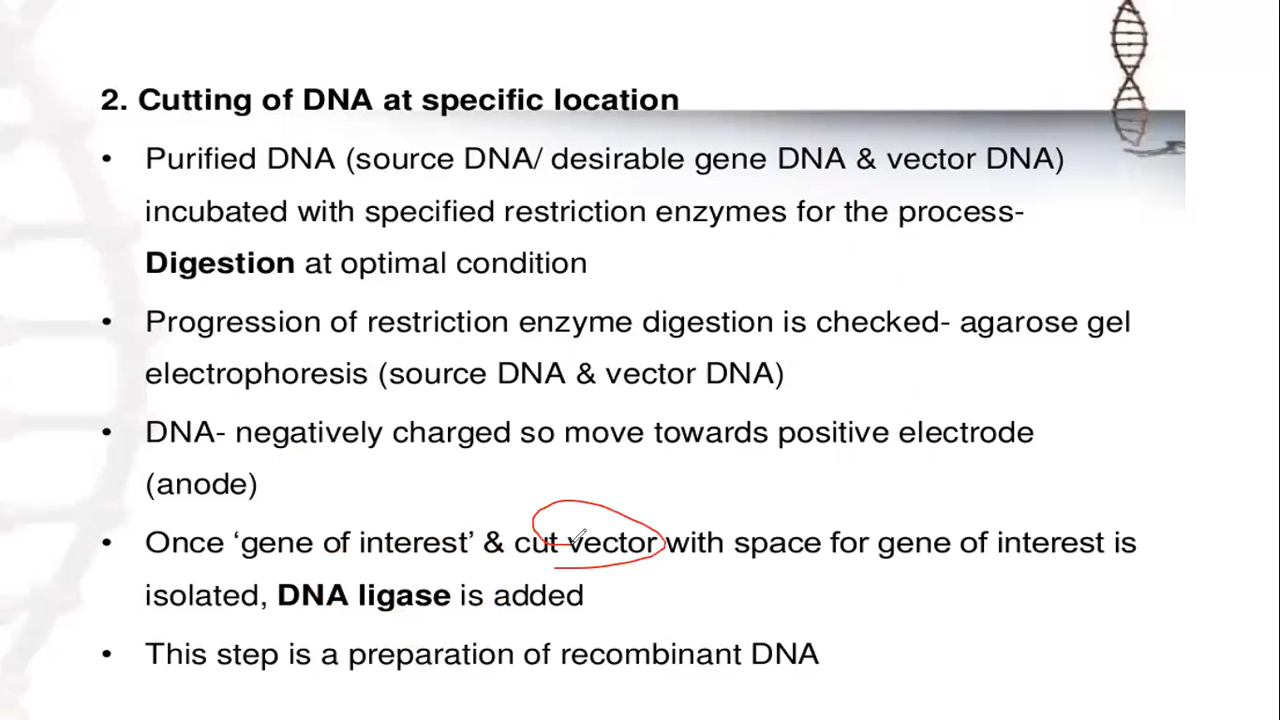 2. Cutting of DNA at specific location
• Purified DNA (source DNA/ desirable gene DNA & vector DNA)
incubated with specified restriction enzymes for the process-
Digestion at optimal condition
• Progression of restriction enzyme digestion is checked- agarose gel
electrophoresis (source DNA & vector DNA)
• DNA- negatively charged so move towards positive electrode
(anode)
• Once ‘gene of interest’ & cut vector with space for gene of interest is
isolated, DNA ligase is added
• This step is a preparation of recombinant DNA